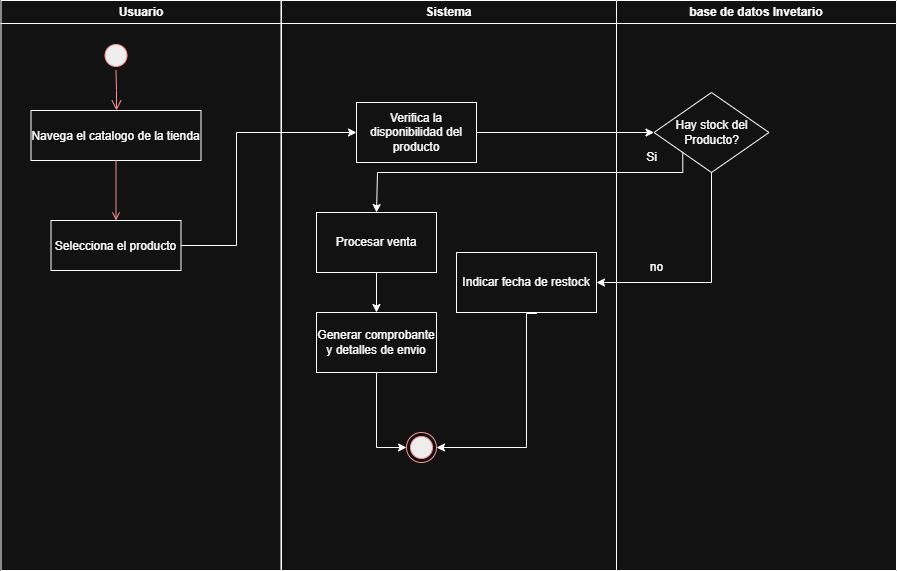 Usuario
Sistema
base de datos Invetario
Navega el catalogo de la tienda
Verifica la
disponibilidad del
producto
Hay stock del
Producto?
Si
Selecciona el producto
Procesar venta
no
Indicar fecha de restock
Generar comprobante
y detalles de envio